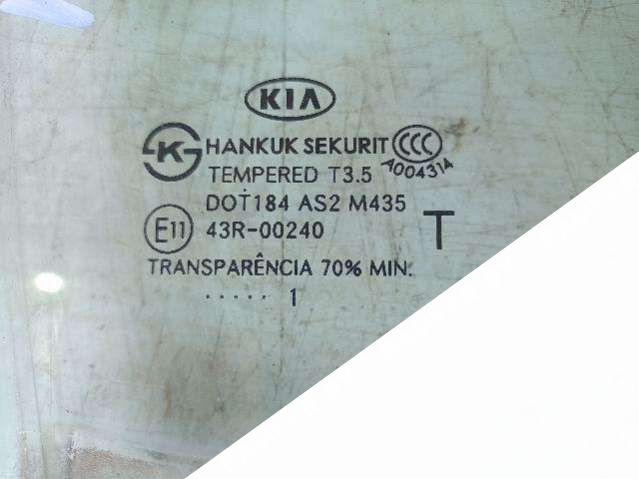 KIA
K HANKUK SEKURIT CCC
A004314
TEMPERED T3.5
DOT184 AS2 M435
E11 43R-00240 T
TRANSPARÊNCIA 70% MIN.
..... 1